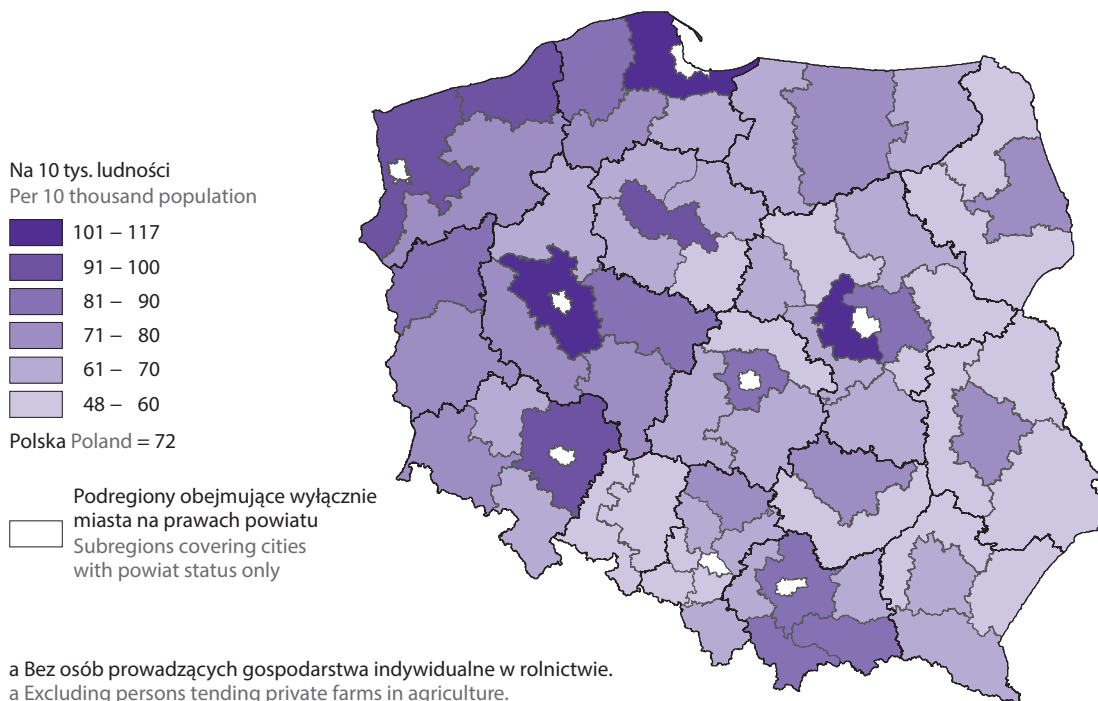 Na 10 tys. ludności
Per 10 thousand population
101 – 117
91 – 100
81 – 90
71 – 80
61 – 70
48 – 60
Polska Poland = 72
Podregiony obejmujące wyłącznie
miasta na prawach powiatu
Subregions covering cities
with powiat status only
a Bez osób prowadzących gospodarstwa indywidualne w rolnictwie.
a Excluding persons tending private farms in agriculture.